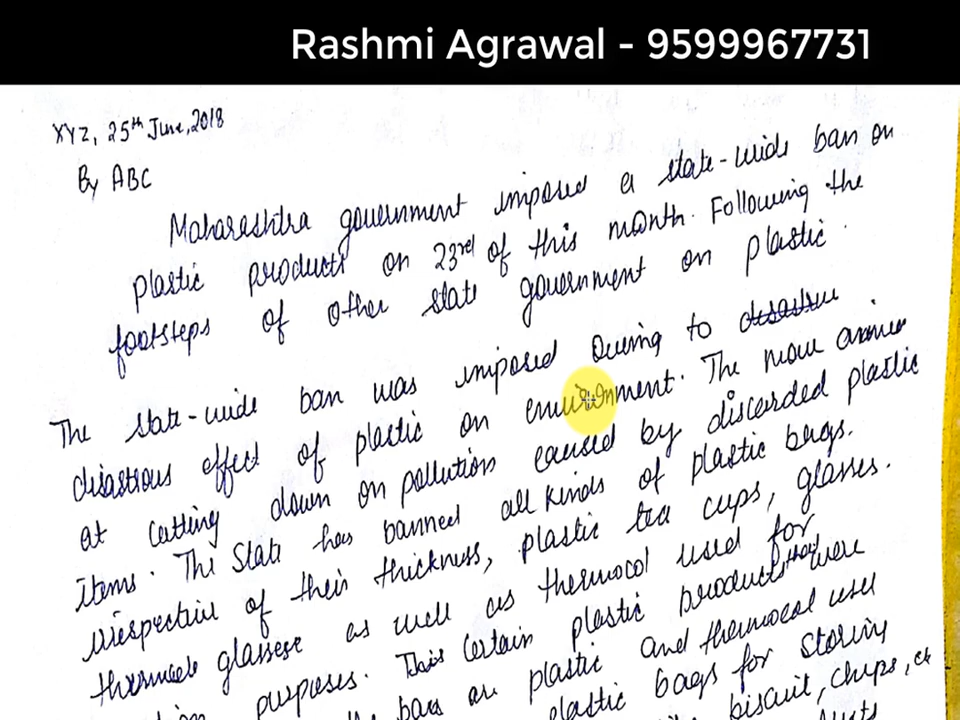 Rashmi Agrawal - 9599967731
XYZ, 25th June, 2018
By ABC
Maharashtra government imposed a state-wide ban on
plastic products on 23rd of this month. Following the
footsteps of other state government on plastic.
The state-wide ban was imposed owing to disastrue
disastrous effect of plastic on environment. The move
at cutting down on pollution caused by discarded plastic
items. The State has banned all kinds of plastic bags.
irrespective of their thickness, plastic tea cups, glasses.
glasses as well as thermocol used for
purposes. This certain plastic products that were
bags are plastic and thermocol used
plastic bags for storing
biscuit, chips, etc